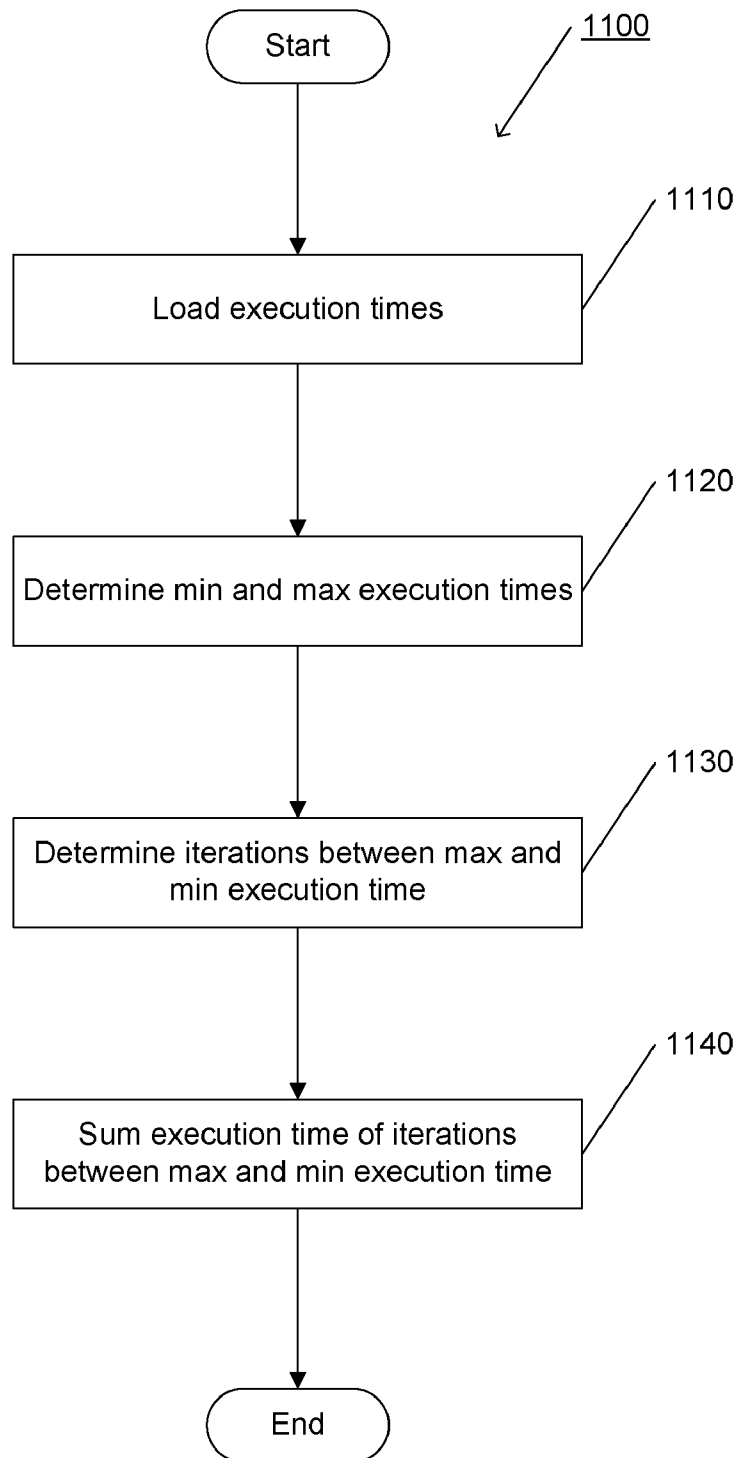 Start
1100
1110
Load execution times
1120
Determine min and max execution times
1130
Determine iterations between max and
min execution time
1140
Sum execution time of iterations
between max and min execution time
End